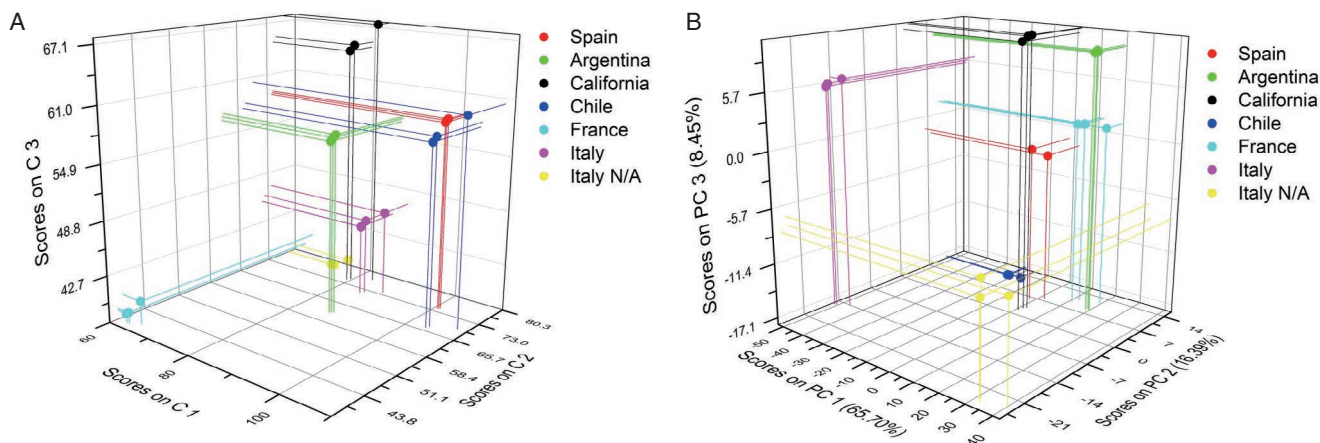 A
67.1
61.0
54.9
48.8
42.7
Scores on C 3
60
80
100
Scores on C 1
43.8
51.1
58.4
65.7
73.0
80.3
Scores on C 2
Spain
Argentina
California
Chile
France
Italy
Italy N/A
B
5.7
0.0
-5.7
-11.4
-17.1
Scores on PC 3 (8.45%)
-50
-40
-30
-20
-10
0
10
20
30
40
Scores on PC 1 (65.70%)
-21
-14
-7
0
7
14
Scores on PC 2 (16.39%)
Spain
Argentina
California
Chile
France
Italy
Italy N/A